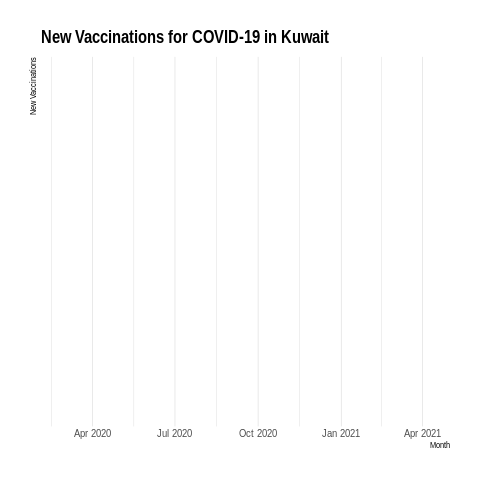 New Vaccinations for COVID-19 in Kuwait
New Vaccinations
Apr 2020
Jul 2020
Oct 2020
Jan 2021
Apr 2021
Month